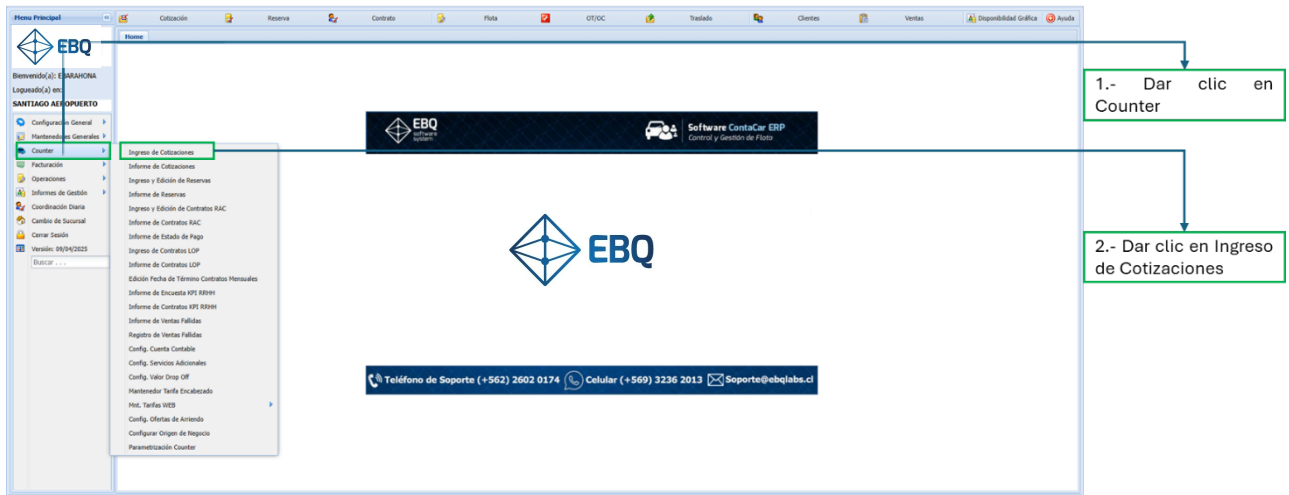 Menu Principal
Cotización
Reserva
Contrato
Flota
OT/OC
Traslado
Clientes
Ventas
Disponibilidad Gráfica
Ayuda
EBQ
Home
Bienvenido(a): EBARAHONA
Logueado(a) en:
SANTIAGO AEROPUERTO
Configuración General
Mantenedores Generales
Counter
Facturación
Operaciones
Informes de Gestión
Coordinación Diaria
Cambio de Sucursal
Cerrar Sesión
Versión: 09/04/2025
Buscar . . .
Ingreso de Cotizaciones
Informe de Cotizaciones
Ingreso y Edición de Reservas
Informe de Reservas
Ingreso y Edición de Contratos RAC
Informe de Contratos RAC
Informe de Estado de Pago
Ingreso de Contratos LOP
Informe de Contratos LOP
Edición Fecha de Término Contratos Mensuales
Informe de Encuesta KPI RRHH
Informe de Contratos KPI RRHH
Informe de Ventas Fallidas
Registro de Ventas Fallidas
Config. Cuenta Contable
Config. Servicios Adicionales
Config. Valor Drop Off
Mantenedor Tarifa Encabezado
Mnt. Tarifas WEB
Config. Ofertas de Arriendo
Configurar Origen de Negocio
Parametrización Counter
EBQ
software
system
Software ContaCar ERP
Control y Gestión de Flota
EBQ
Teléfono de Soporte (+562) 2602 0174 Celular (+569) 3236 2013 Soporte@ebqlabs.cl
1.- Dar clic en
Counter
2.- Dar clic en Ingreso
de Cotizaciones